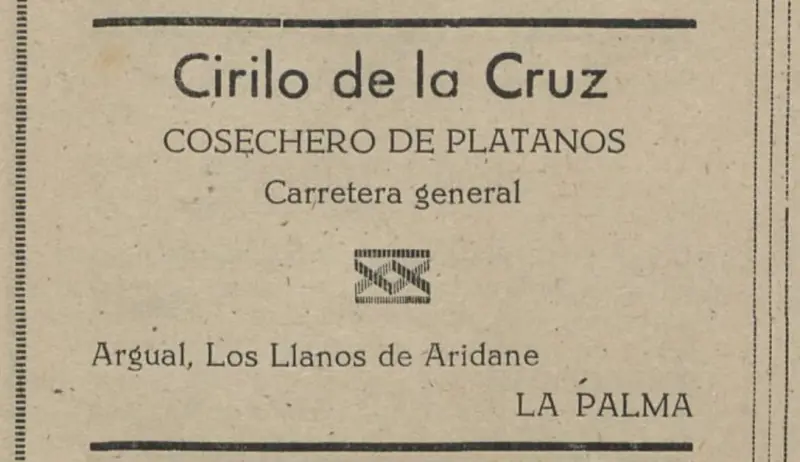 Cirilo de la Cruz
COSECHERO DE PLATANOS
Carretera general
Argual, Los Llanos de Aridane
LA PALMA